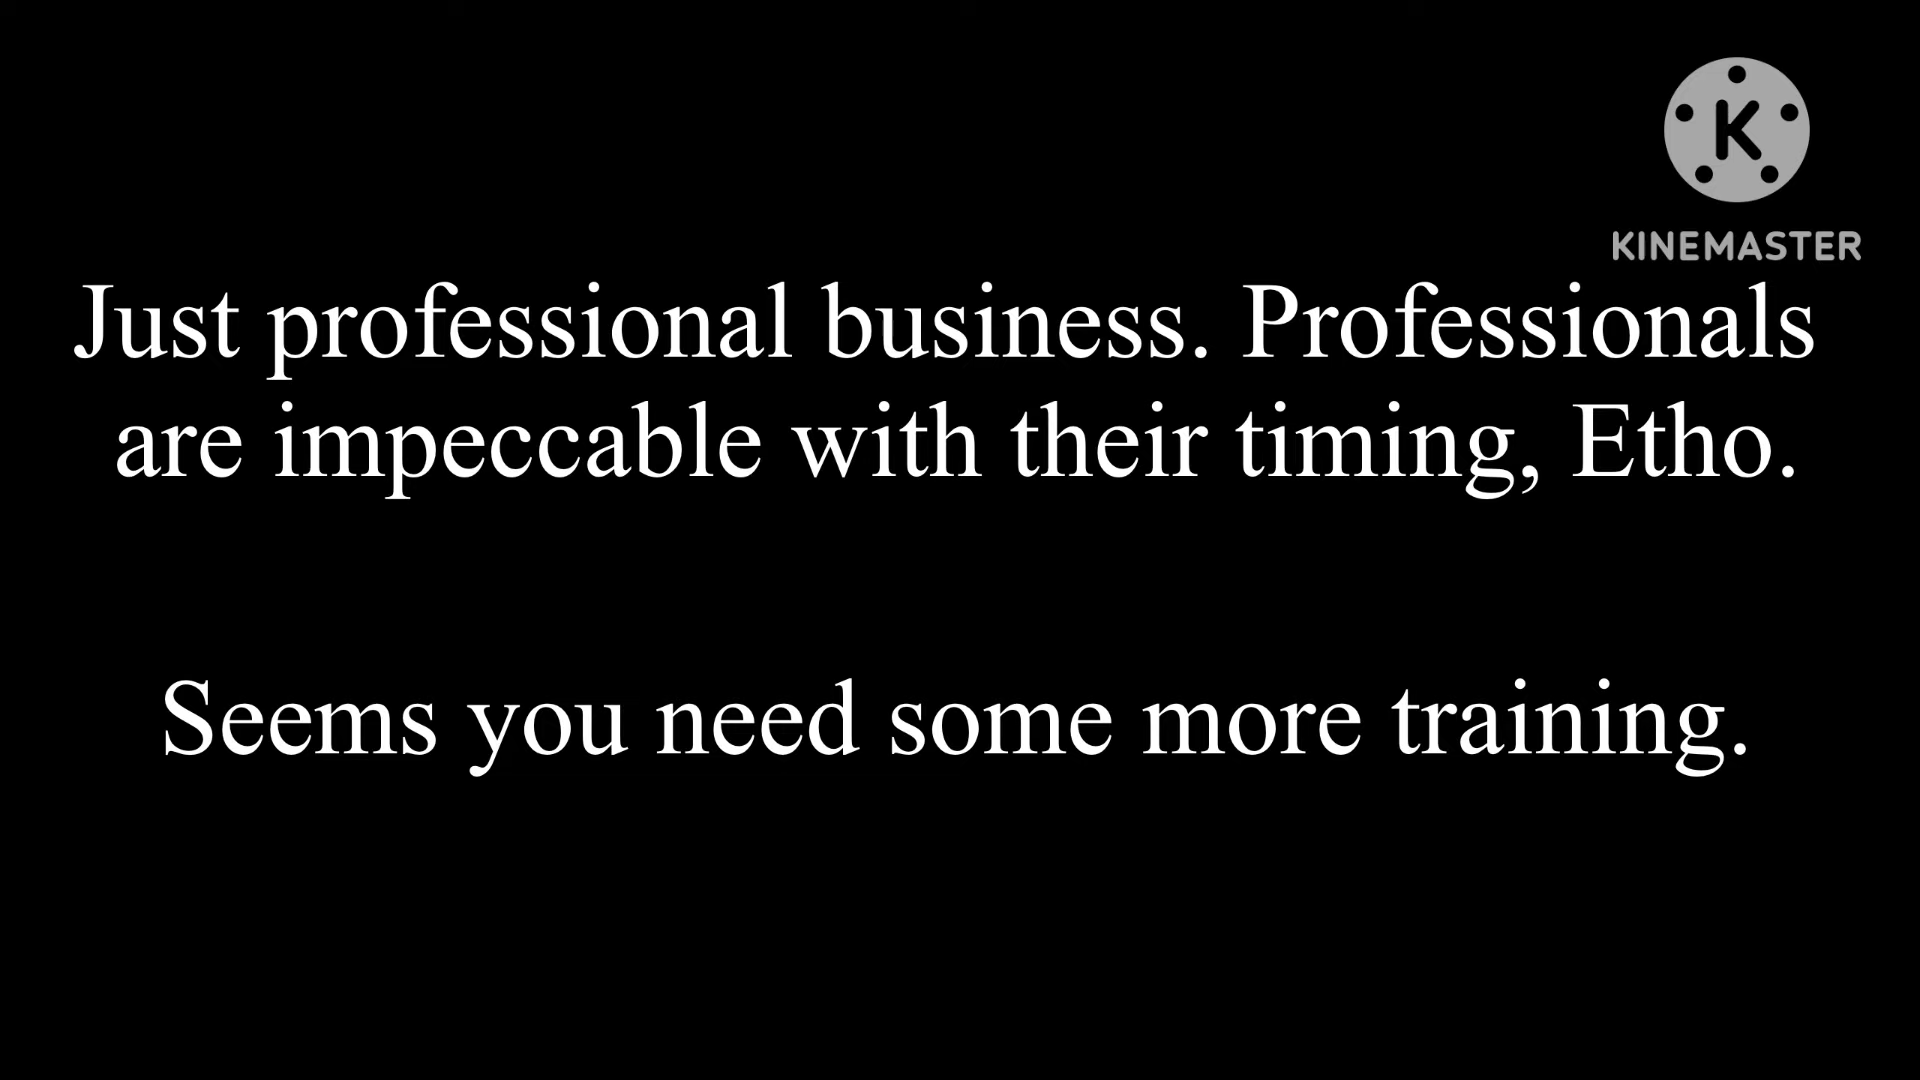 K
KINEMASTER
Just professional business. Professionals
are impeccable with their timing, Etho.
Seems you need some more training.